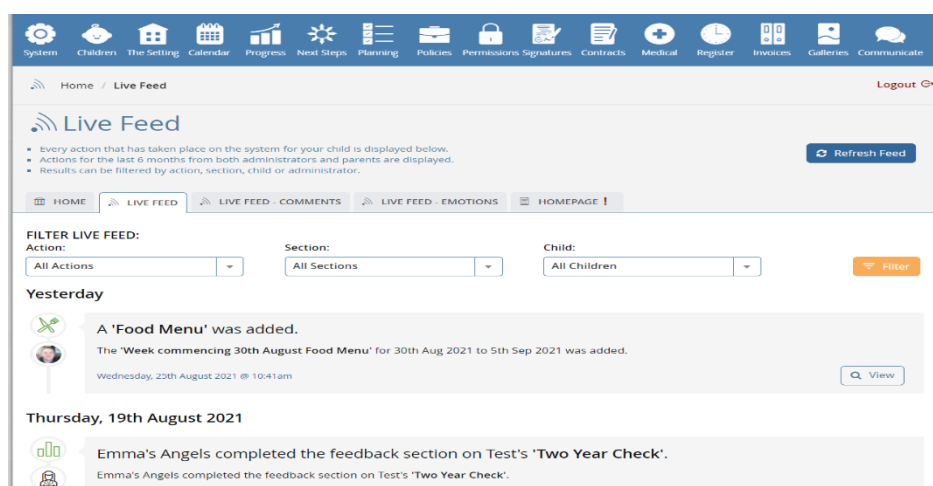 System Children The Setting Calendar Progress Next Steps Planning Policies Permissions Signatures Contracts Medical Register Invoices Galleries Communicate
Home / Live Feed
Logout
Live Feed
Every action that has taken place on the system for your child is displayed below.
Actions for the last 6 months from both administrators and parents are displayed.
Results can be filtered by action, section, child or administrator.
Refresh Feed
HOME LIVE FEED LIVE FEED - COMMENTS LIVE FEED - EMOTIONS HOMEPAGE !
FILTER LIVE FEED:
Action: Section: Child:
All Actions All Sections All Children Filter
Yesterday
A 'Food Menu' was added.
The 'Week commencing 30th August Food Menu' for 30th Aug 2021 to 5th Sep 2021 was added.
Wednesday, 25th August 2021 @ 10:41am
View
Thursday, 19th August 2021
Emma's Angels completed the feedback section on Test's 'Two Year Check'.
Emma's Angels completed the feedback section on Test's 'Two Year Check'.